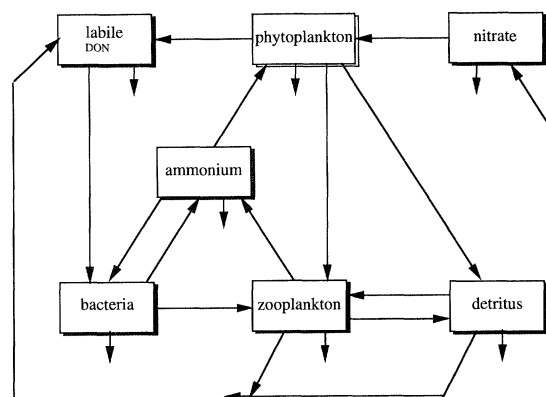 labile
DON
phytoplankton
nitrate
ammonium
bacteria
zooplankton
detritus